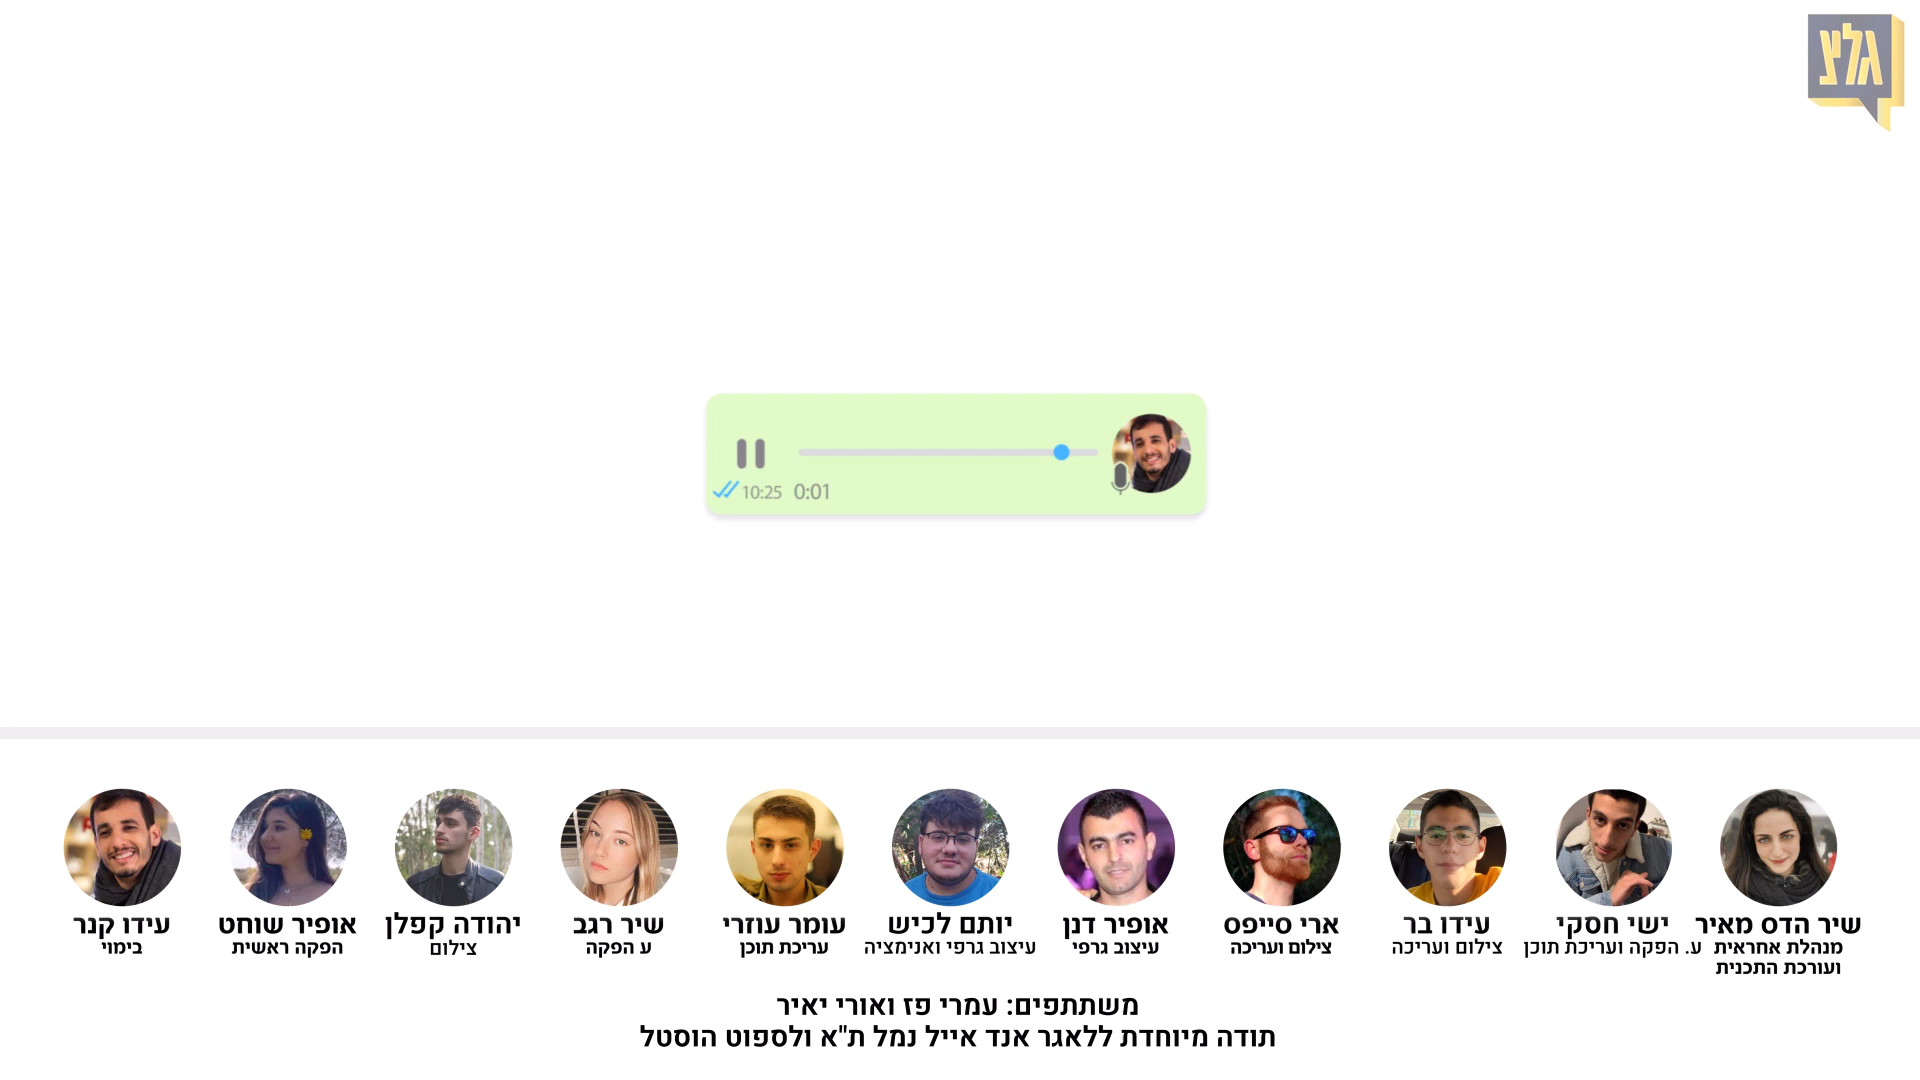 גלצ
10:25 0:01
שיר הדס מאיר
מנהלת אחראית
ועורכת התכנית
ישי חסקי
ע. הפקה ועריכת תוכן
עידו בר
צילום ועריכה
ארי סייפס
צילום ועריכה
אופיר דנן
עיצוב גרפי
יותם לכיש
עיצוב גרפי ואנימציה
עומר עוזרי
עריכת תוכן
שיר רגב
ע הפקה
יהודה קפלן
צילום
אופיר שוחט
הפקה ראשית
עידו קנר
בימוי
משתתפים: עמרי פז ואורי יאיר
תודה מיוחדת ללאגר אנד אייל נמל ת"א ולספוט הוסטל